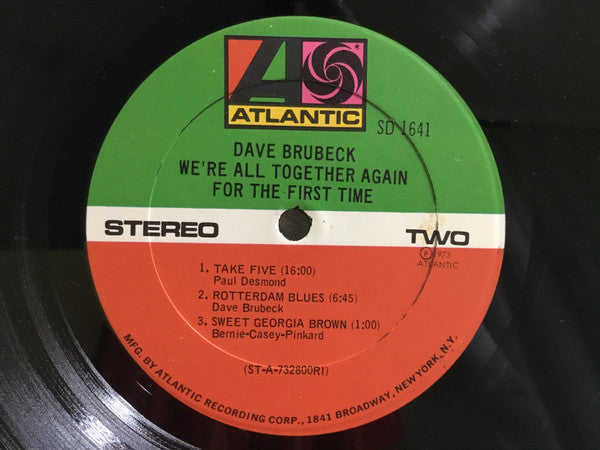 ATLANTIC
SD 1641
DAVE BRUBECK
WE'RE ALL TOGETHER AGAIN
FOR THE FIRST TIME
STEREO
TWO
Ⓟ 1973
ATLANTIC
1. TAKE FIVE (16:00)
Paul Desmond
2. ROTTERDAM BLUES (6:45)
Dave Brubeck
3. SWEET GEORGIA BROWN (1:00)
Bernie-Casey-Pinkard
(ST-A-732800RI)
MFG. BY ATLANTIC RECORDING CORP., 1841 BROADWAY, NEW YORK, N.Y.